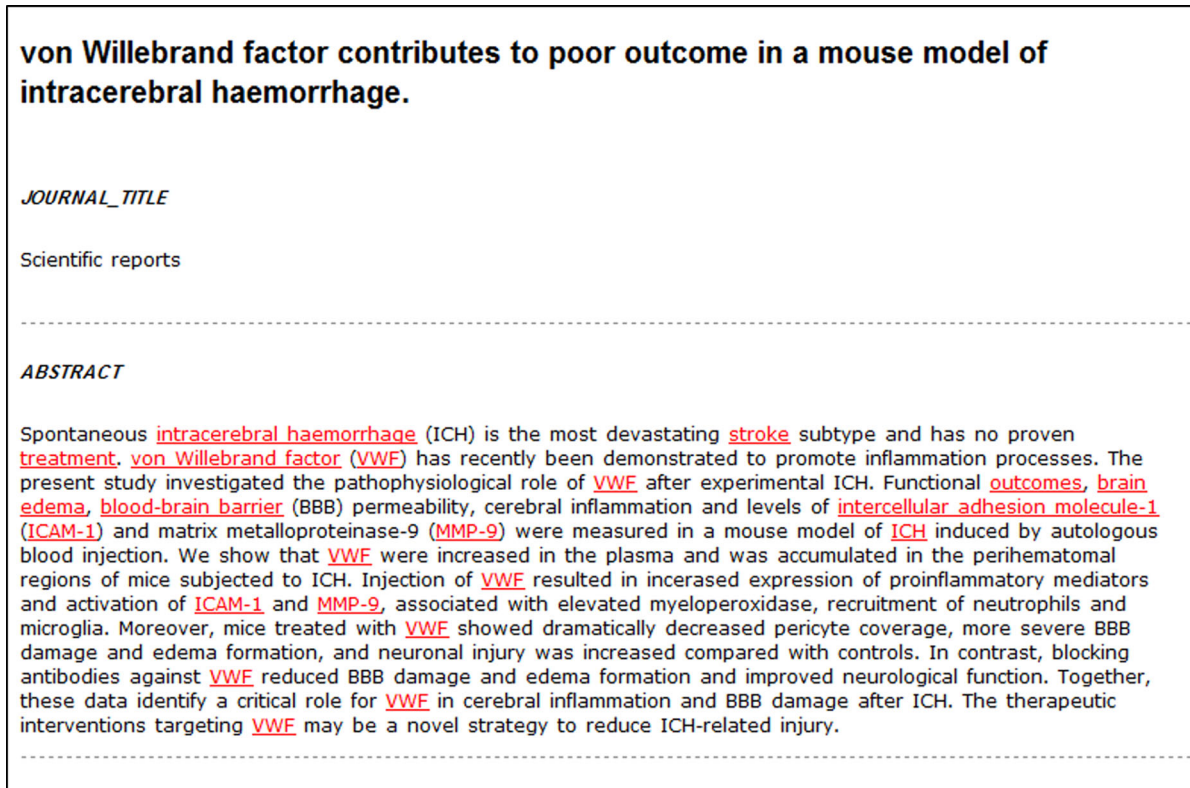 von Willebrand factor contributes to poor outcome in a mouse model of
intracerebral haemorrhage.
JOURNAL_TITLE
Scientific reports
ABSTRACT
Spontaneous intracerebral haemorrhage (ICH) is the most devastating stroke subtype and has no proven
treatment. von Willebrand factor (VWF) has recently been demonstrated to promote inflammation processes. The
present study investigated the pathophysiological role of VWF after experimental ICH. Functional outcomes, brain
edema, blood-brain barrier (BBB) permeability, cerebral inflammation and levels of intercellular adhesion molecule-1
(ICAM-1) and matrix metalloproteinase-9 (MMP-9) were measured in a mouse model of ICH induced by autologous
blood injection. We show that VWF were increased in the plasma and was accumulated in the perihematomal
regions of mice subjected to ICH. Injection of VWF resulted in incerased expression of proinflammatory mediators
and activation of ICAM-1 and MMP-9, associated with elevated myeloperoxidase, recruitment of neutrophils and
microglia. Moreover, mice treated with VWF showed dramatically decreased pericyte coverage, more severe BBB
damage and edema formation, and neuronal injury was increased compared with controls. In contrast, blocking
antibodies against VWF reduced BBB damage and edema formation and improved neurological function. Together,
these data identify a critical role for VWF in cerebral inflammation and BBB damage after ICH. The therapeutic
interventions targeting VWF may be a novel strategy to reduce ICH-related injury.